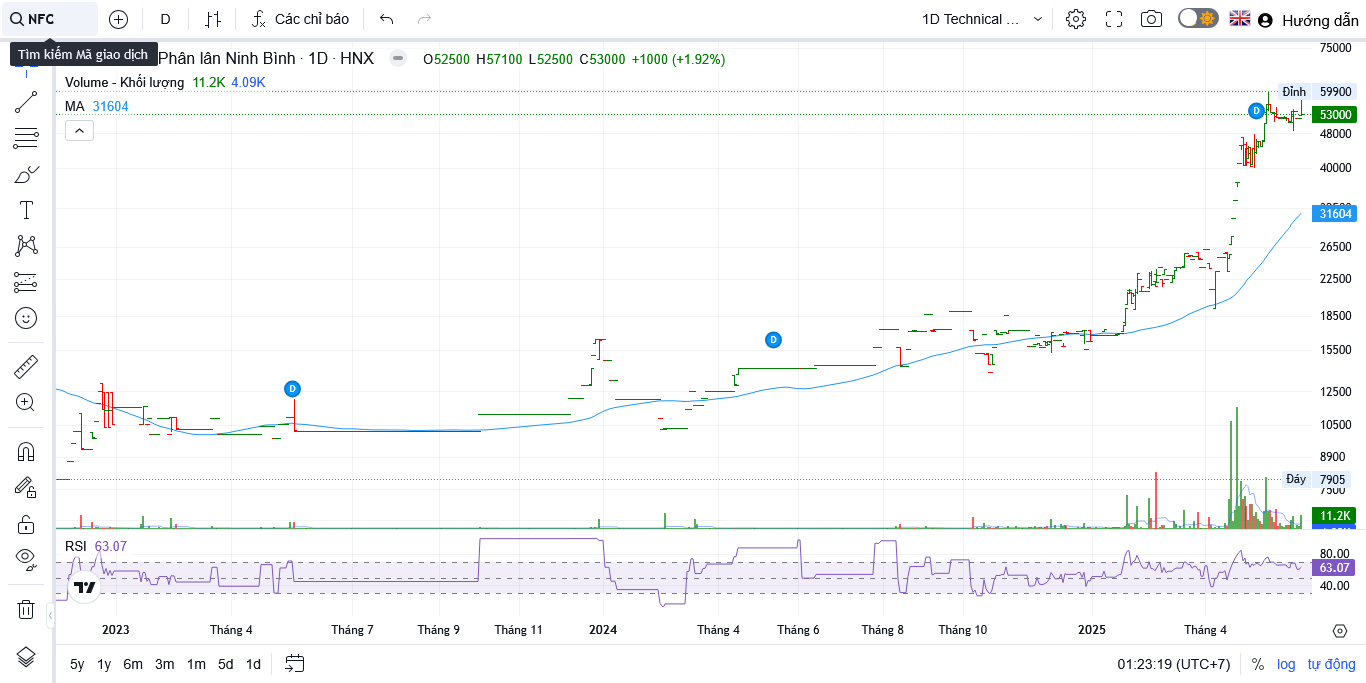 NFC
D
Các chỉ báo
1D Technical ...
Hướng dẫn
Tìm kiếm Mã giao dịch
Phân lân Ninh Bình · 1D · HNX
O52500 H57100 L52500 C53000 +1000 (+1.92%)
Volume - Khối lượng 11.2K 4.09K
MA 31604
75000
Đỉnh 59900
53000
48000
40000
31604
26500
22500
18500
15500
12500
10500
8900
Đáy 7905
7500
11.2K
D
D
D
RSI 63.07
80.00
63.07
40.00
2023 Tháng 4 Tháng 7 Tháng 9 Tháng 11 2024 Tháng 4 Tháng 6 Tháng 8 Tháng 10 2025 Tháng 4
5y 1y 6m 3m 1m 5d 1d
01:23:19 (UTC+7) % log tự động